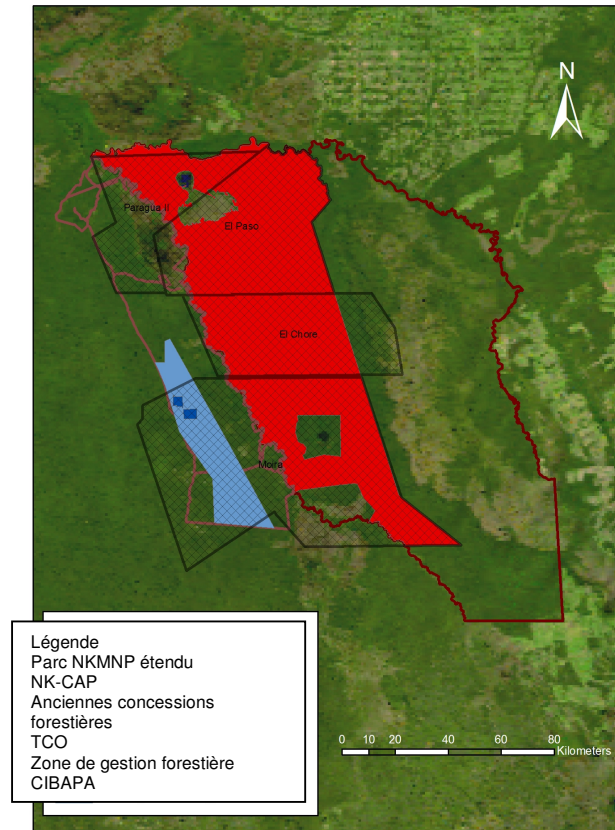 N
Paragua II
El Paso
El Chore
Moira
Légende
Parc NKMNP étendu
NK-CAP
Anciennes concessions
forestières
TCO
Zone de gestion forestière
CIBAPA
0 10 20 40 60 80
Kilometers